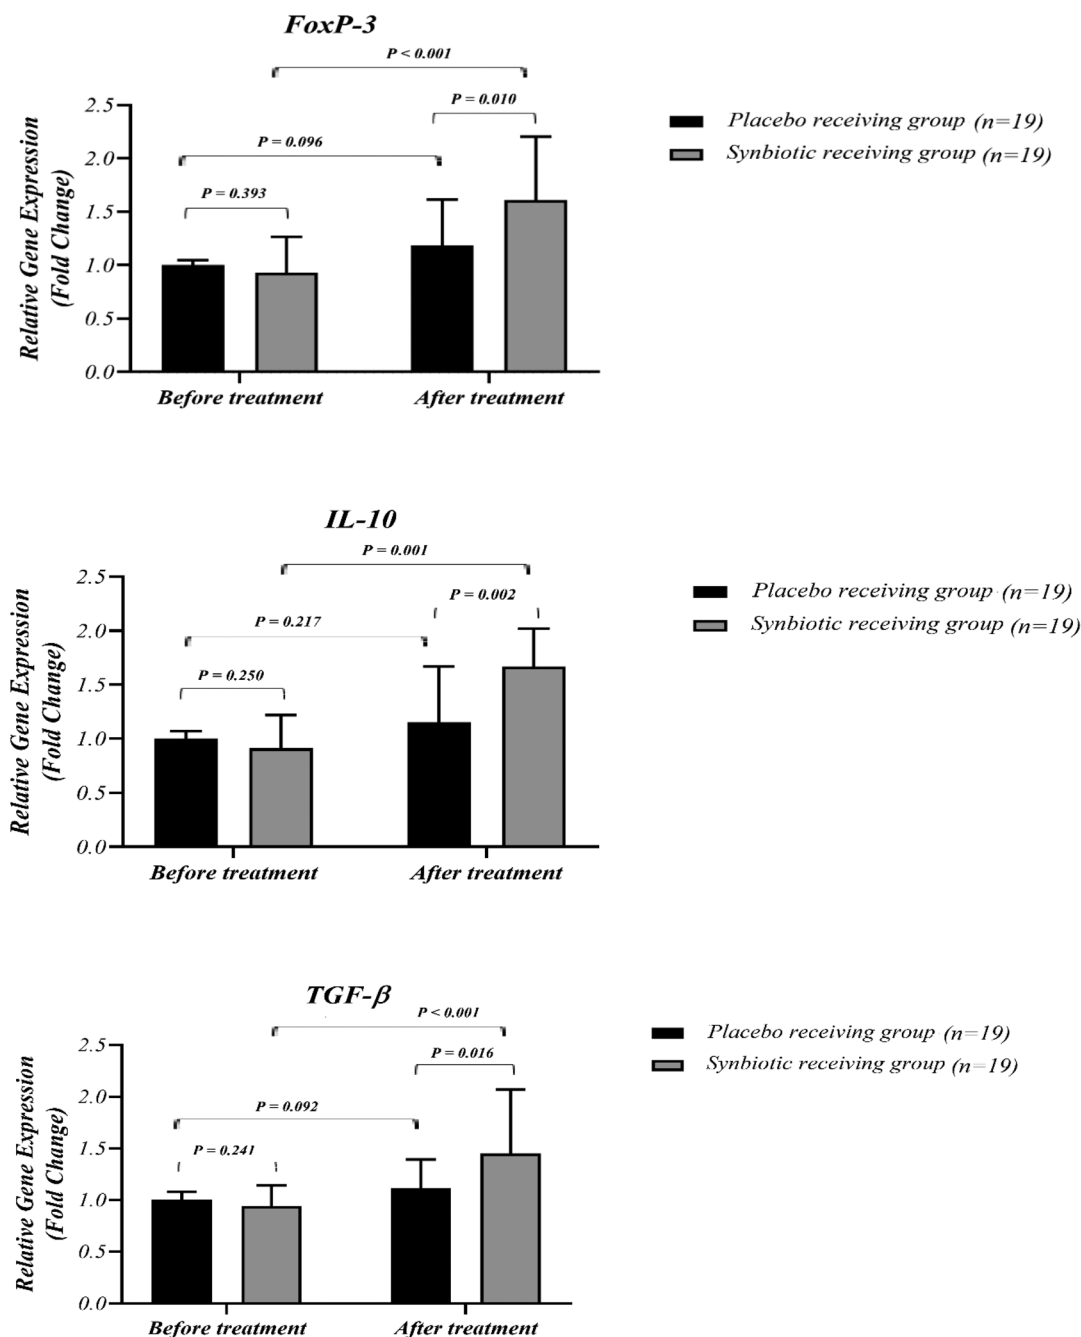 FoxP-3
P < 0.001
P = 0.010
P = 0.096
P = 0.393
2.5
2.0
1.5
1.0
0.5
0.0
Relative Gene Expression
(Fold Change)
Before treatment
After treatment
Placebo receiving group (n=19)
Synbiotic receiving group (n=19)
IL-10
P = 0.001
P = 0.002
P = 0.217
P = 0.250
2.5
2.0
1.5
1.0
0.5
0.0
Relative Gene Expression
(Fold Change)
Before treatment
After treatment
Placebo receiving group (n=19)
Synbiotic receiving group (n=19)
TGF-β
P < 0.001
P = 0.016
P = 0.092
P = 0.241
2.5
2.0
1.5
1.0
0.5
0.0
Relative Gene Expression
(Fold Change)
Before treatment
After treatment
Placebo receiving group (n=19)
Synbiotic receiving group (n=19)